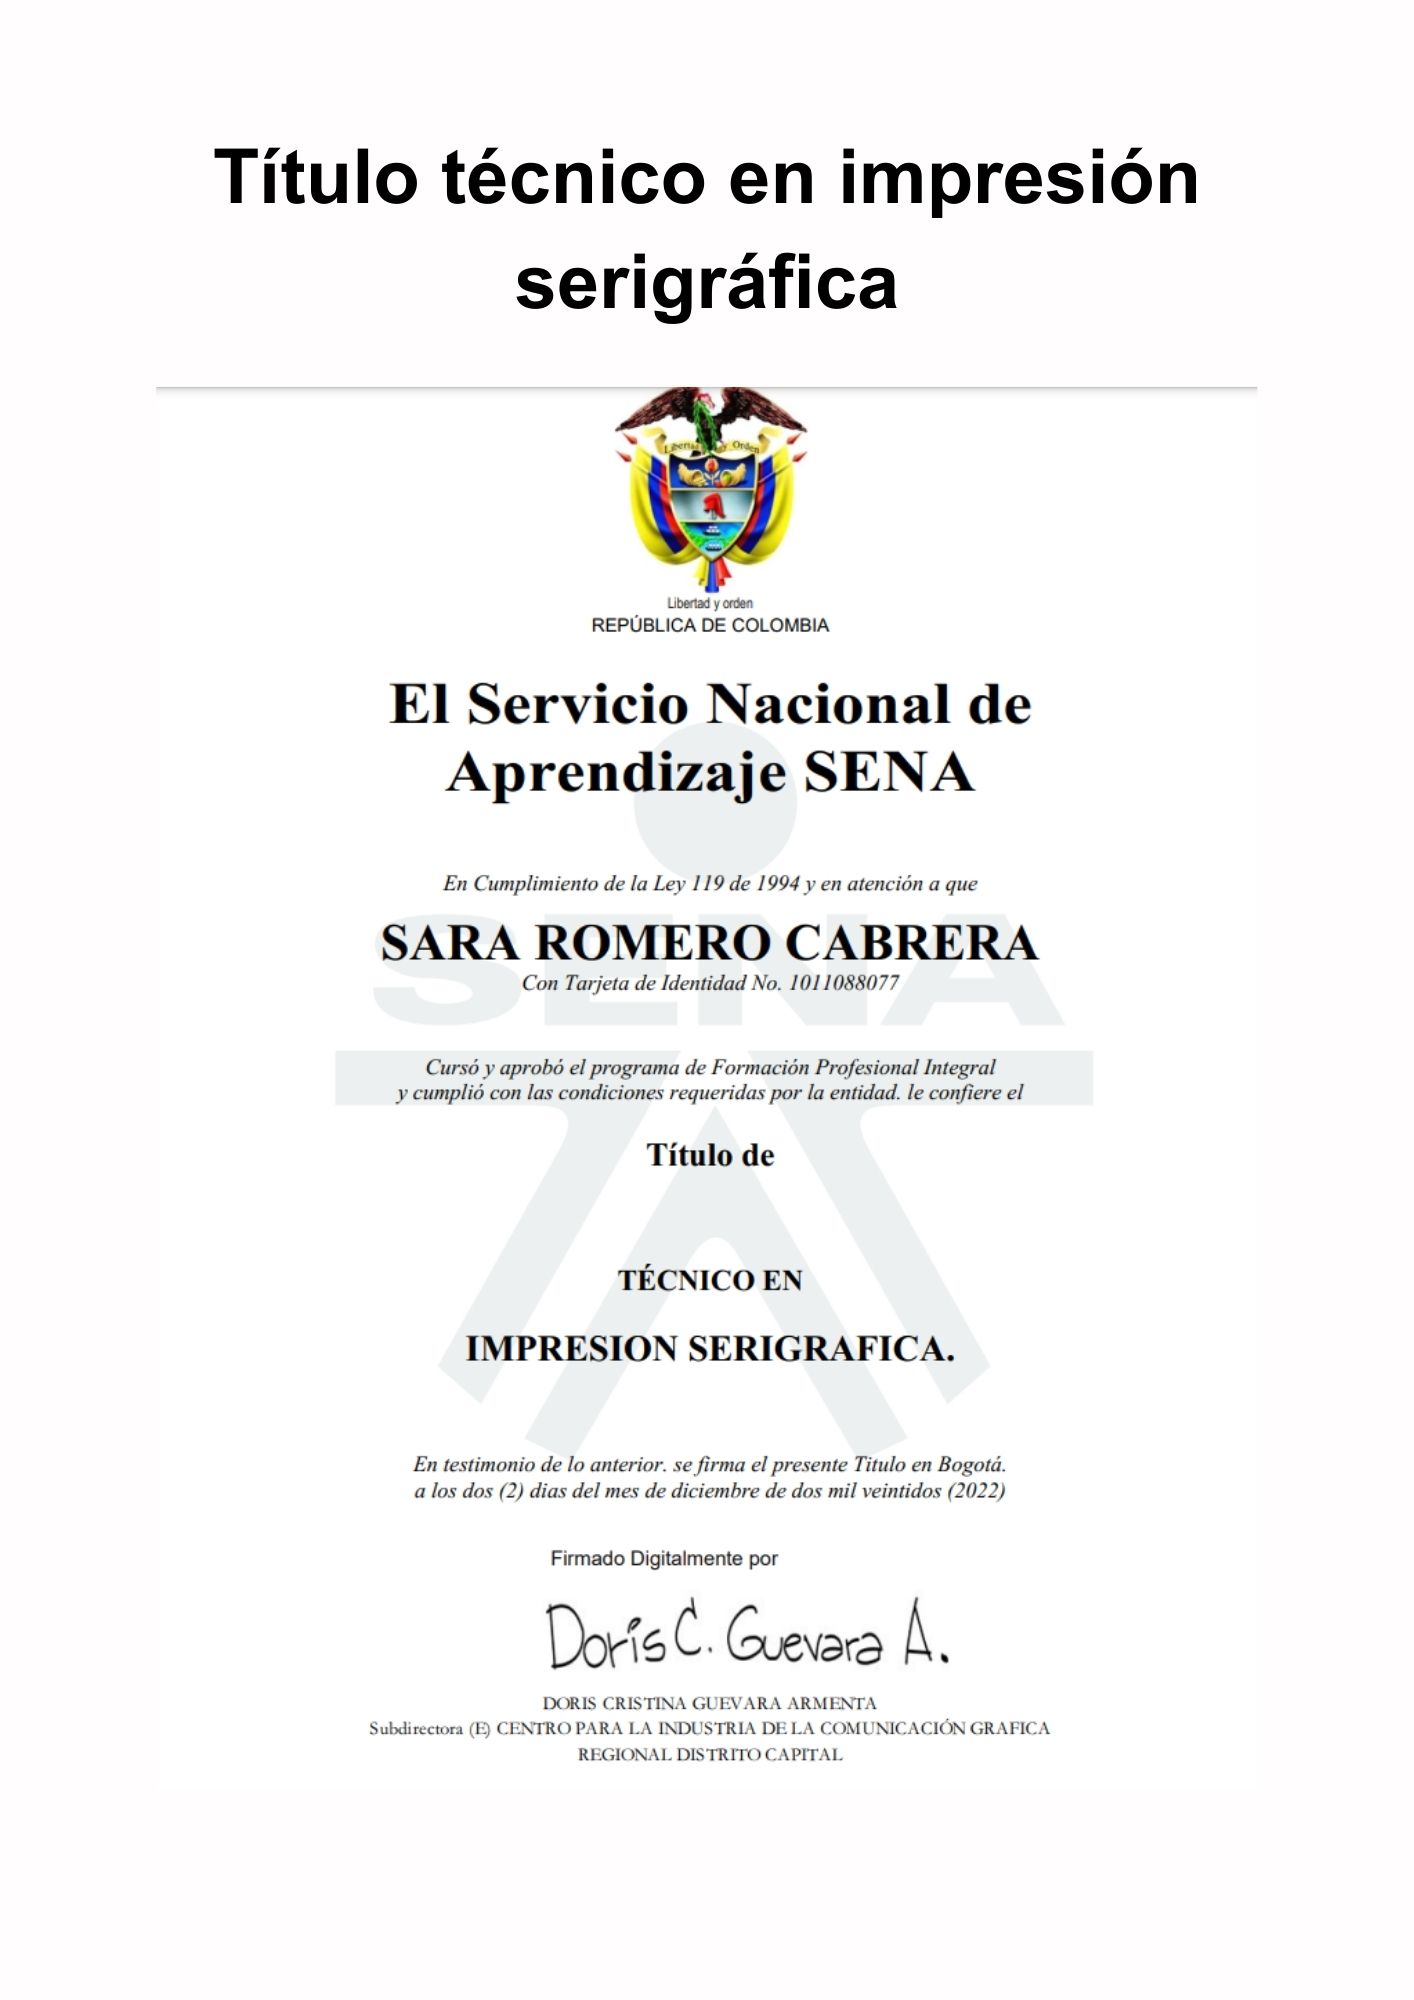 Título técnico en impresión
serigráfica
Libertad y Orden
Libertad y orden
REPÚBLICA DE COLOMBIA
El Servicio Nacional de
Aprendizaje SENA
En Cumplimiento de la Ley 119 de 1994 y en atención a que
SENA
SARA ROMERO CABRERA
Con Tarjeta de Identidad No. 1011088077
Cursó y aprobó el programa de Formación Profesional Integral
y cumplió con las condiciones requeridas por la entidad. le confiere el
Título de
TÉCNICO EN
IMPRESION SERIGRAFICA.
En testimonio de lo anterior. se firma el presente Titulo en Bogotá.
a los dos (2) dias del mes de diciembre de dos mil veintidos (2022)
Firmado Digitalmente por
Doris C. Guevara A.
DORIS CRISTINA GUEVARA ARMENTA
Subdirectora (E) CENTRO PARA LA INDUSTRIA DE LA COMUNICACIÓN GRAFICA
REGIONAL DISTRITO CAPITAL